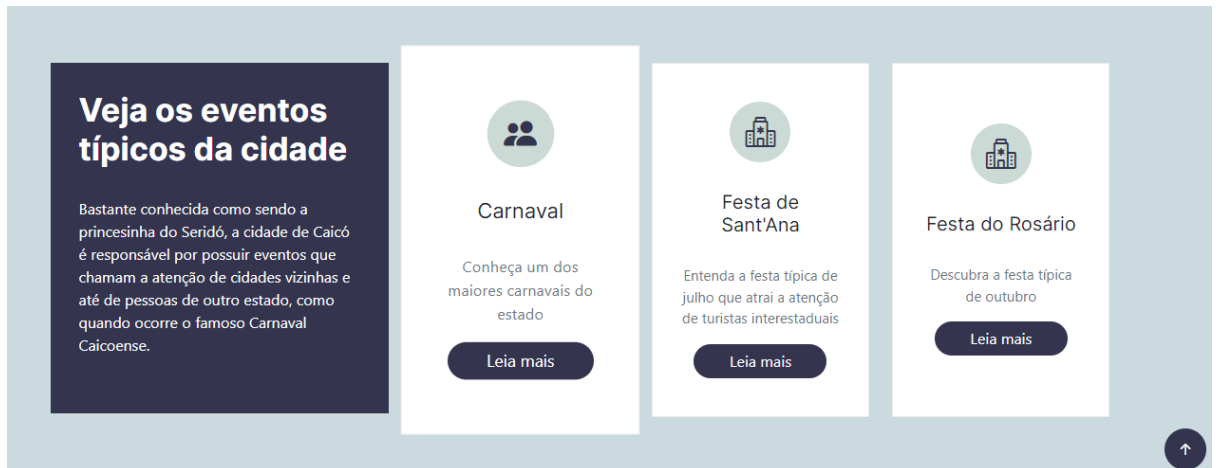 Veja os eventos
típicos da cidade
Bastante conhecida como sendo a
princesinha do Seridó, a cidade de Caicó
é responsável por possuir eventos que
chamam a atenção de cidades vizinhas e
até de pessoas de outro estado, como
quando ocorre o famoso Carnaval
Caicoense.
Carnaval
Conheça um dos
maiores carnavais do
estado
Leia mais
Festa de
Sant'Ana
Entenda a festa típica de
julho que atrai a atenção
de turistas interestaduais
Leia mais
Festa do Rosário
Descubra a festa típica
de outubro
Leia mais